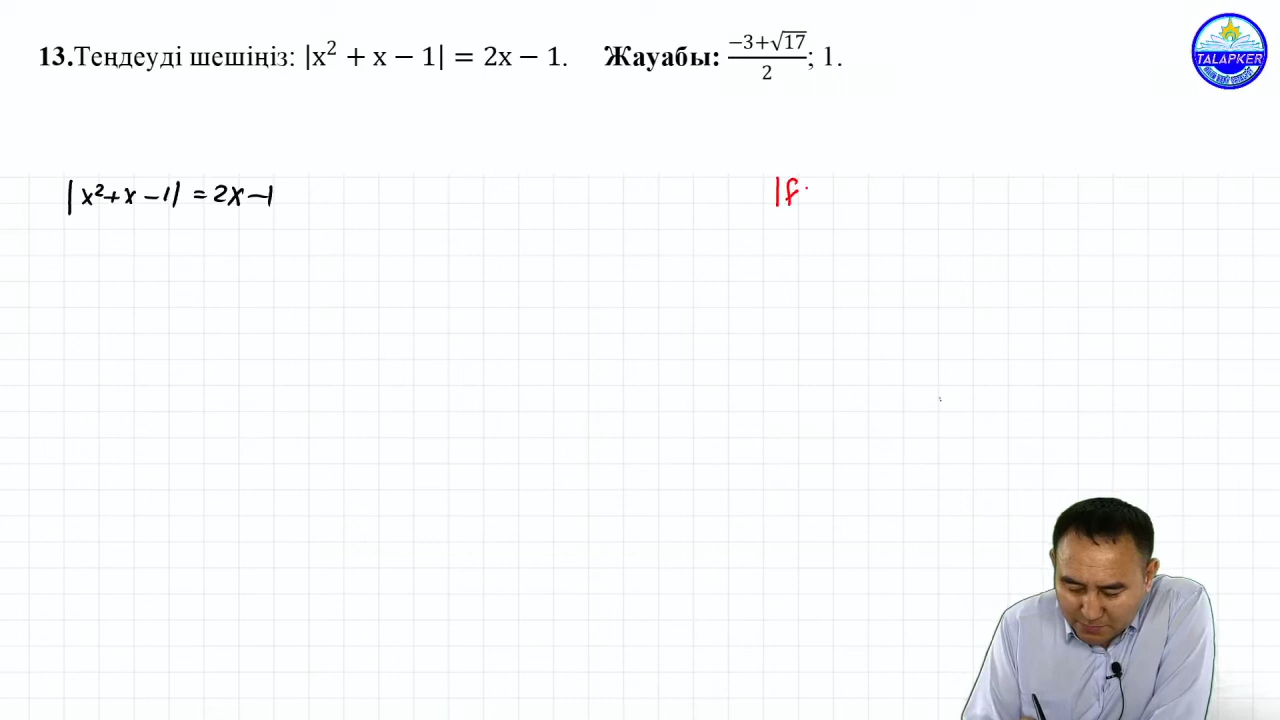 13.Теңдеуді шешіңіз: |x² + x − 1| = 2x − 1. Жауабы: (−3+√17)/2; 1.
TALAPKER
|x²+x−1| = 2x−1
|f